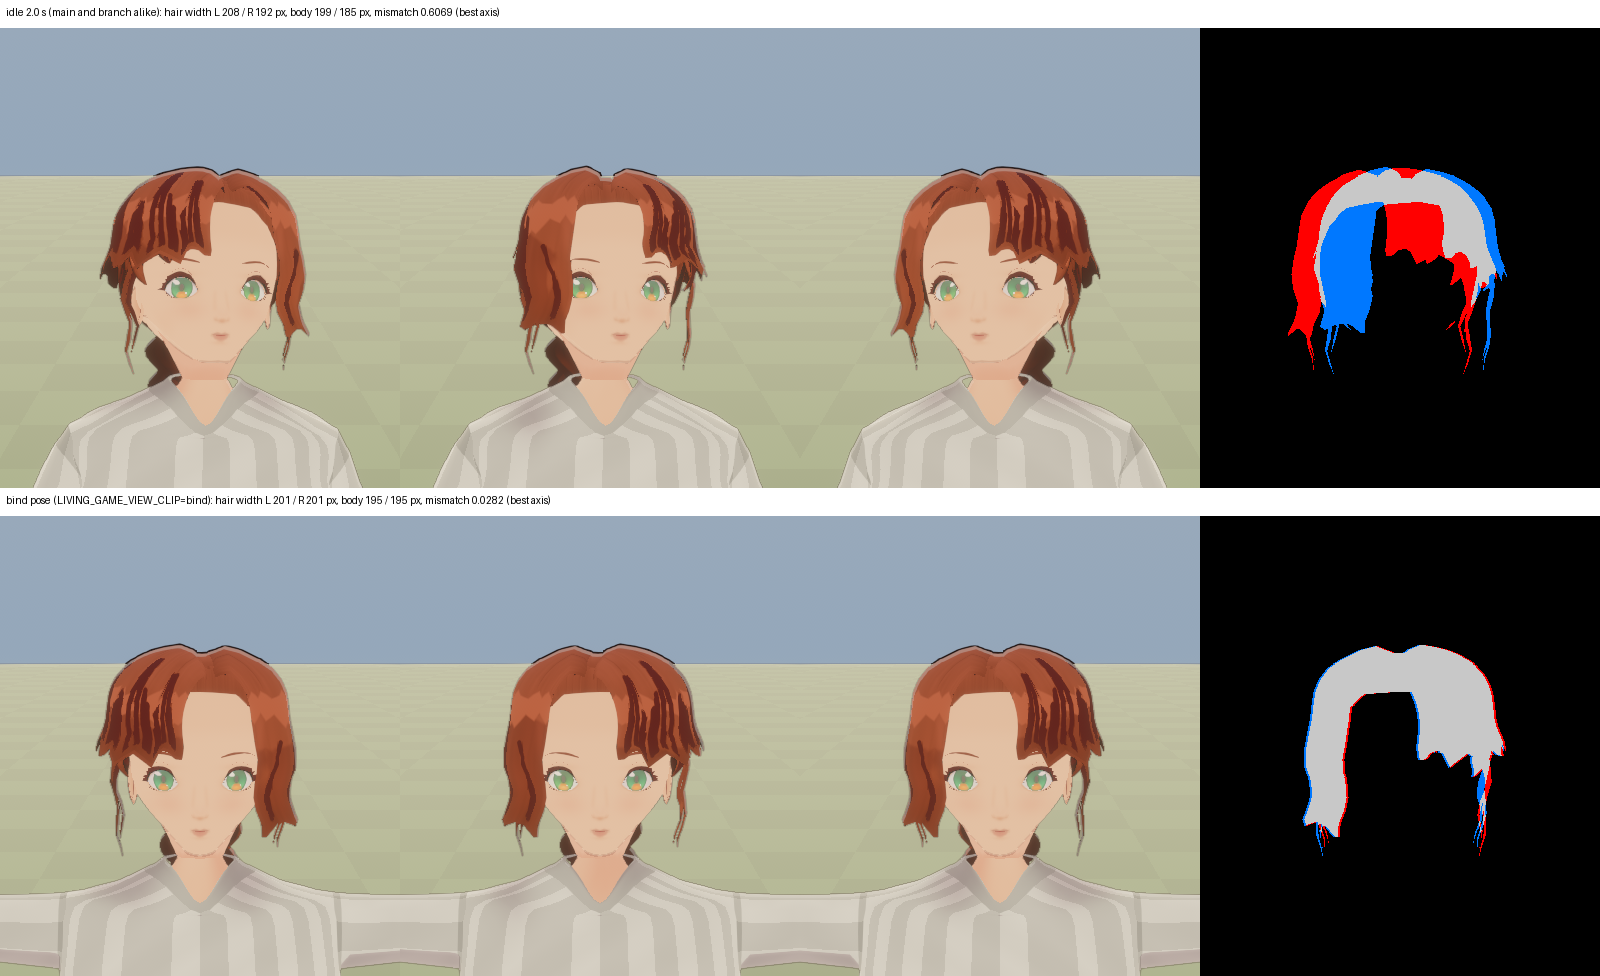 idle 2.0 s (main and branch alike): hair width L 208 / R 192 px, body 199 / 185 px, mismatch 0.6069 (best axis)
bind pose (LIVING_GAME_VIEW_CLIP=bind): hair width L 201 / R 201 px, body 195 / 195 px, mismatch 0.0282 (best axis)